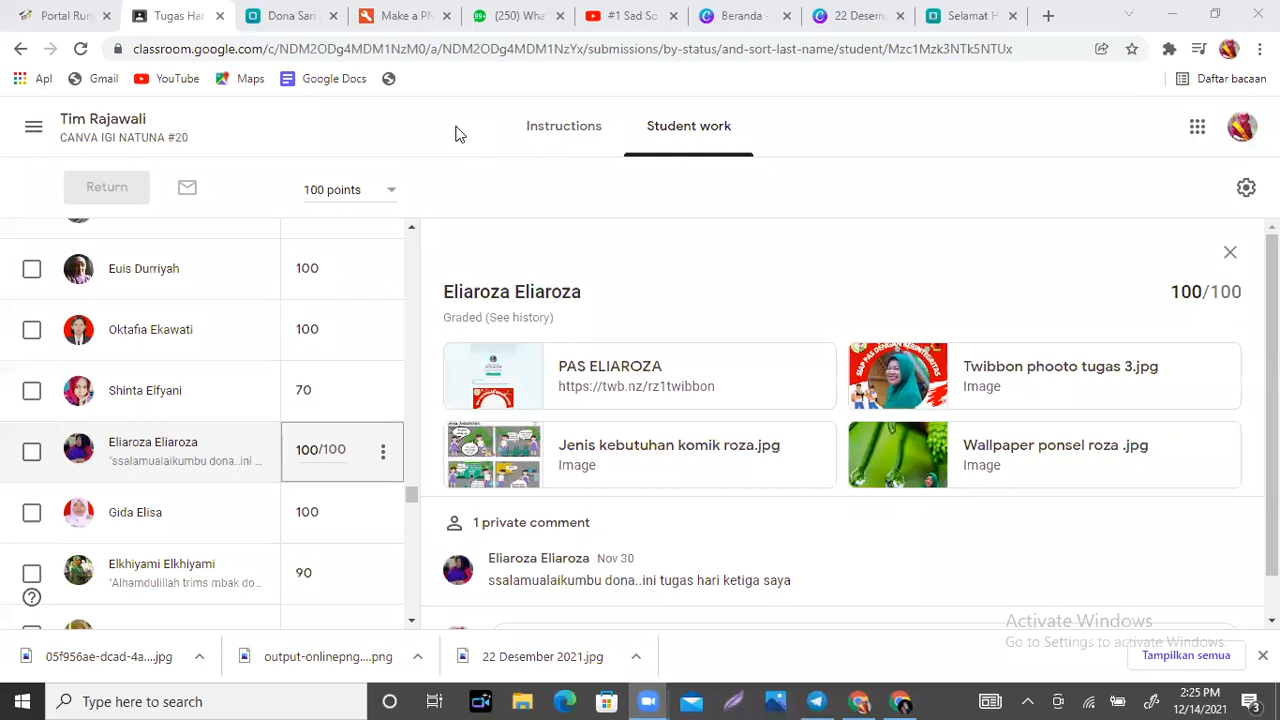 Portal Run
Tugas Har
Dona Sari
Make a PN
(250) Wha
#1 Sad So
Beranda -
22 Desem
Selamat H
classroom.google.com/c/NDM2ODg4MDM1NzM0/a/NDM2ODg4MDM1NzYx/submissions/by-status/and-sort-last-name/student/Mzc1Mzk3NTk5NTUx
Apl
Gmail
YouTube
Maps
Google Docs
Daftar bacaan
Tim Rajawali
CANVA IGI NATUNA #20
Instructions
Student work
Return
100 points
Euis Durriyah
100
Oktafia Ekawati
100
Shinta Elfyani
70
Eliaroza Eliaroza
"ssalamualaikumbu dona..ini ...
100/100
Gida Elisa
100
Elkhiyami Elkhiyami
"Alhamdulillah trims mbak do...
90
Eliaroza Eliaroza
100/100
Graded (See history)
PAS ELIAROZA
https://twb.nz/rz1twibbon
Twibbon phooto tugas 3.jpg
Image
Jenis kebutuhan komik roza.jpg
Image
Wallpaper ponsel roza .jpg
Image
1 private comment
Eliaroza Eliaroza Nov 30
ssalamualaikumbu dona..ini tugas hari ketiga saya
Activate Windows
Go to Settings to activate Windows.
05f956ae-dcad-4a....jpg
output-onlinepng....png
22 Desember 2021.jpg
Tampilkan semua
Type here to search
2:25 PM
12/14/2021
3